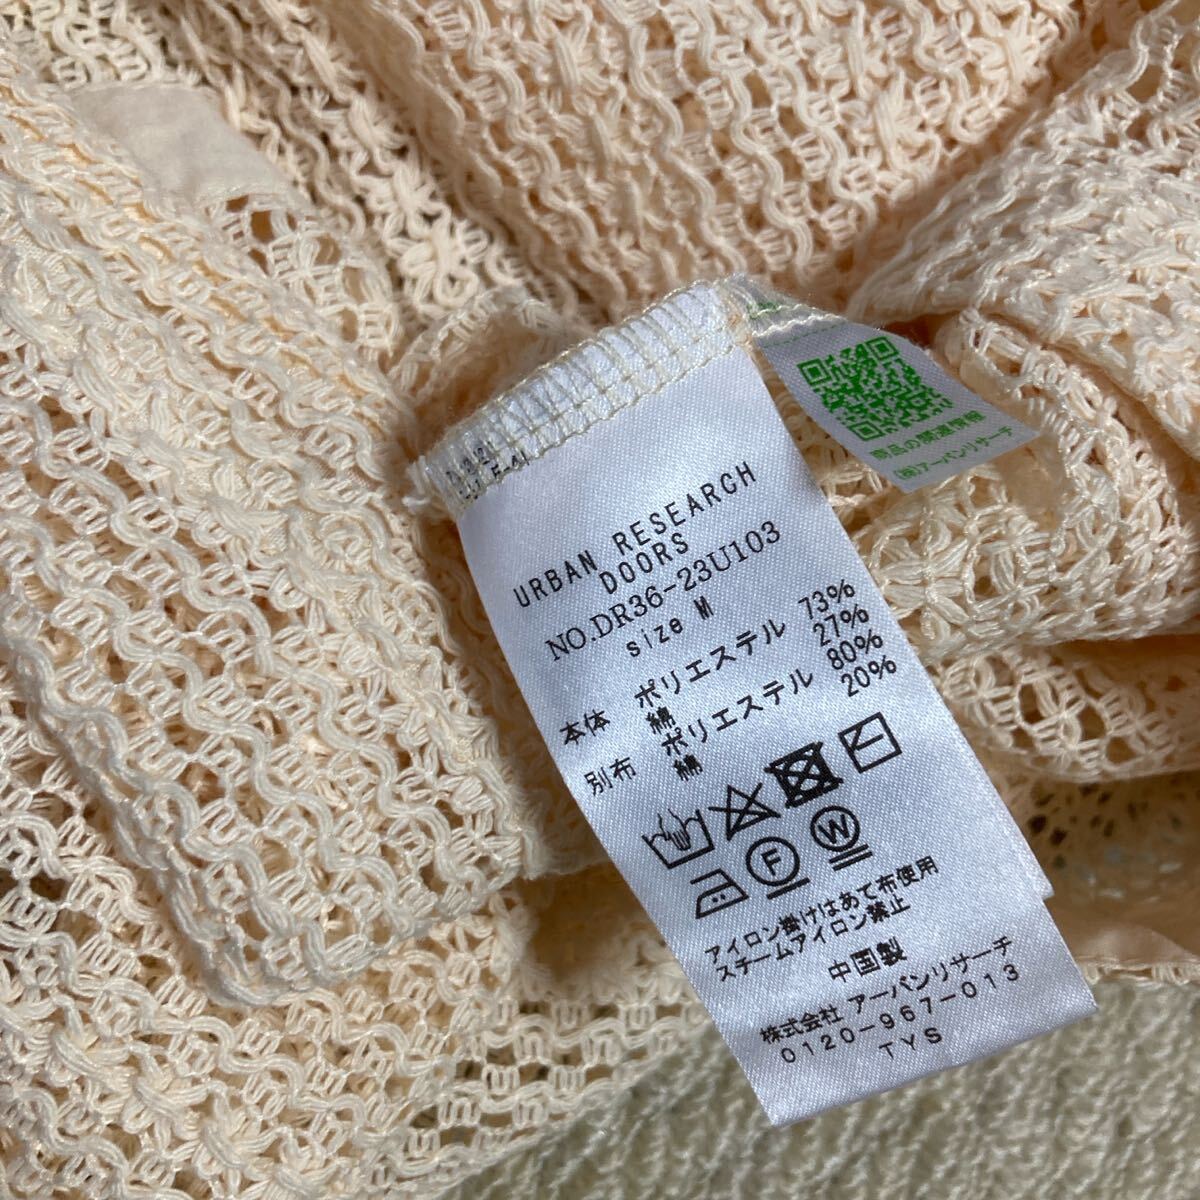 URBAN RESEARCH
DOORS
NO.DR36-23U103
size M
本体 ポリエステル 73%
綿 27%
別布 ポリエステル 80%
綿 20%
F W
アイロン掛けはあて布使用
スチームアイロン禁止
中国製
株式会社 アーバンリサーチ
0120-967-013
TYS
商品の関連情報
㈱アーバンリサーチ